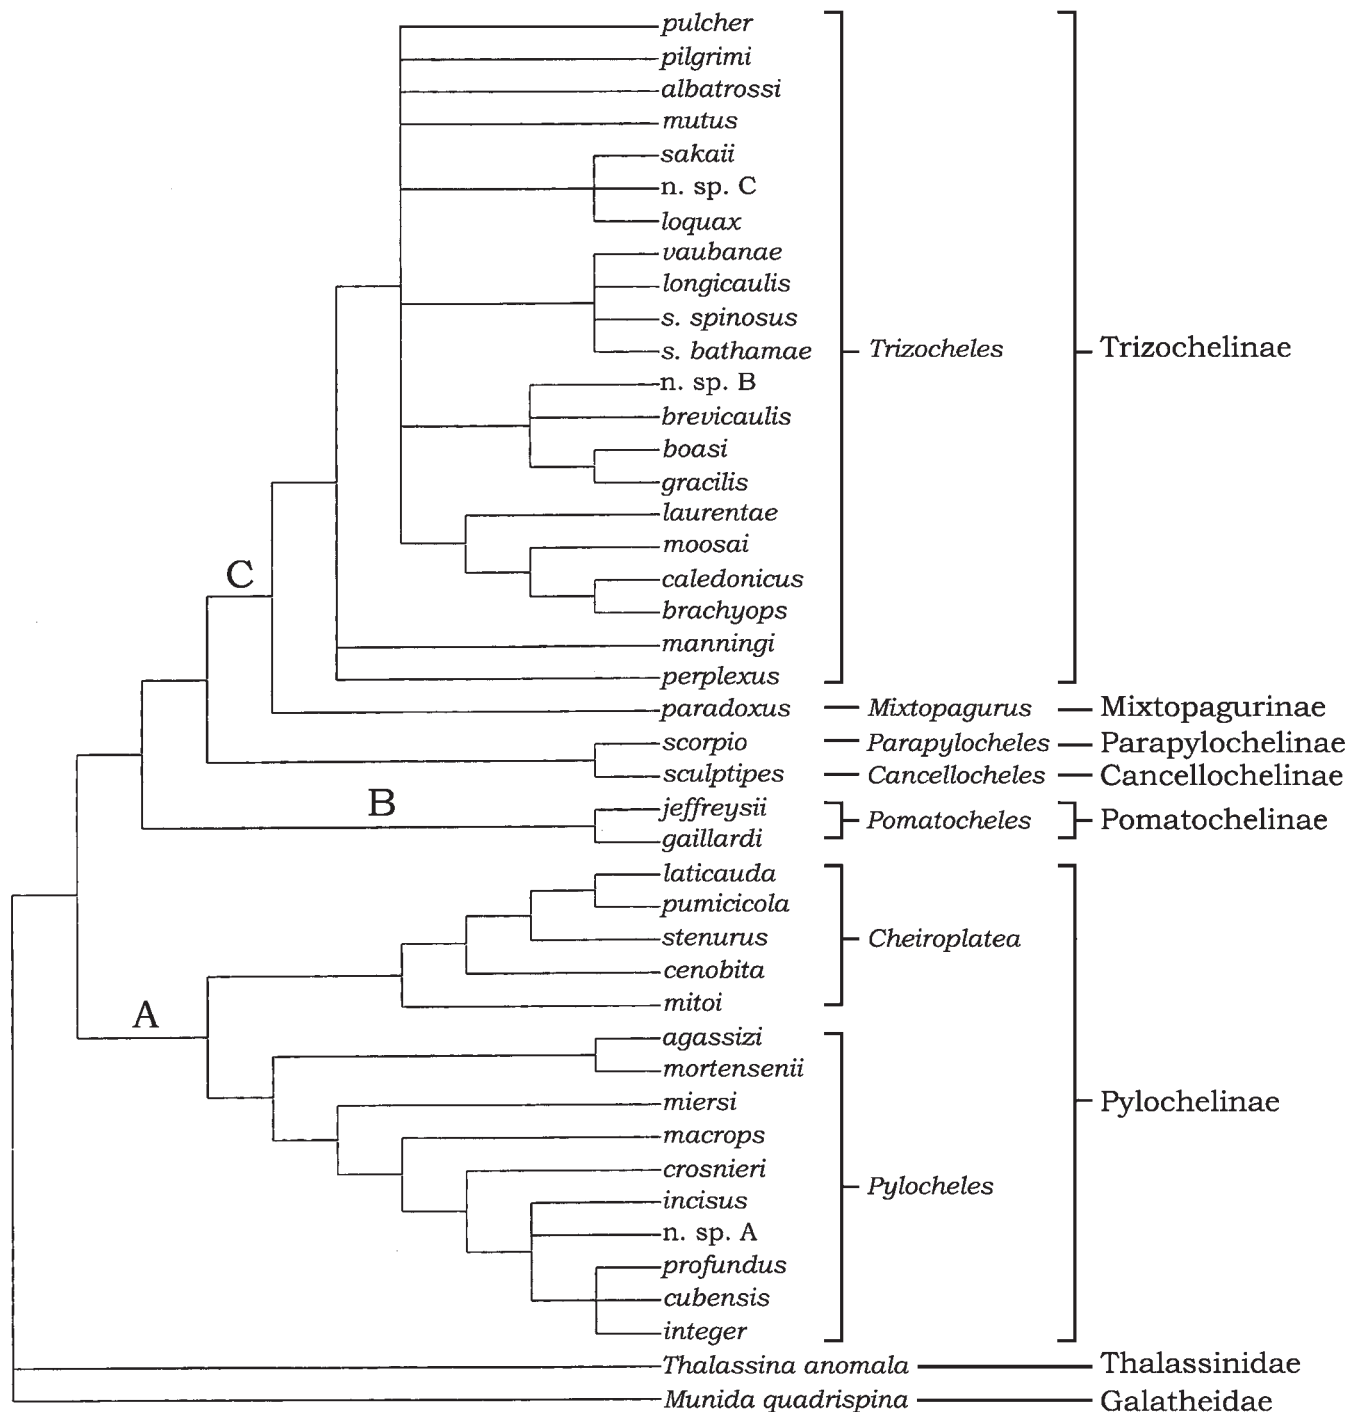 pulcher
pilgrimi
albatrossi
mutus
sakaii
n. sp. C
loquax
vaubanae
longicaulis
s. spinosus
s. bathamae
Trizocheles
Trizochelinae
n. sp. B
brevicaulis
boasi
gracilis
laurentae
moosai
C
caledonicus
brachyops
manningi
perplexus
paradoxus Mixtopagurus Mixtopagurinae
scorpio Parapylocheles Parapylochelinae
sculptipes Cancellocheles Cancellochelinae
B
jeffreysii
Pomatocheles Pomatochelinae
gaillardi
laticauda
pumicicola
stenurus Cheiroplatea
cenobita
mitoi
A
agassizi
mortensenii
miersi
Pylochelinae
macrops
crosnieri
Pylocheles
incisus
n. sp. A
profundus
cubensis
integer
Thalassina anomala Thalassinidae
Munida quadrispina Galatheidae